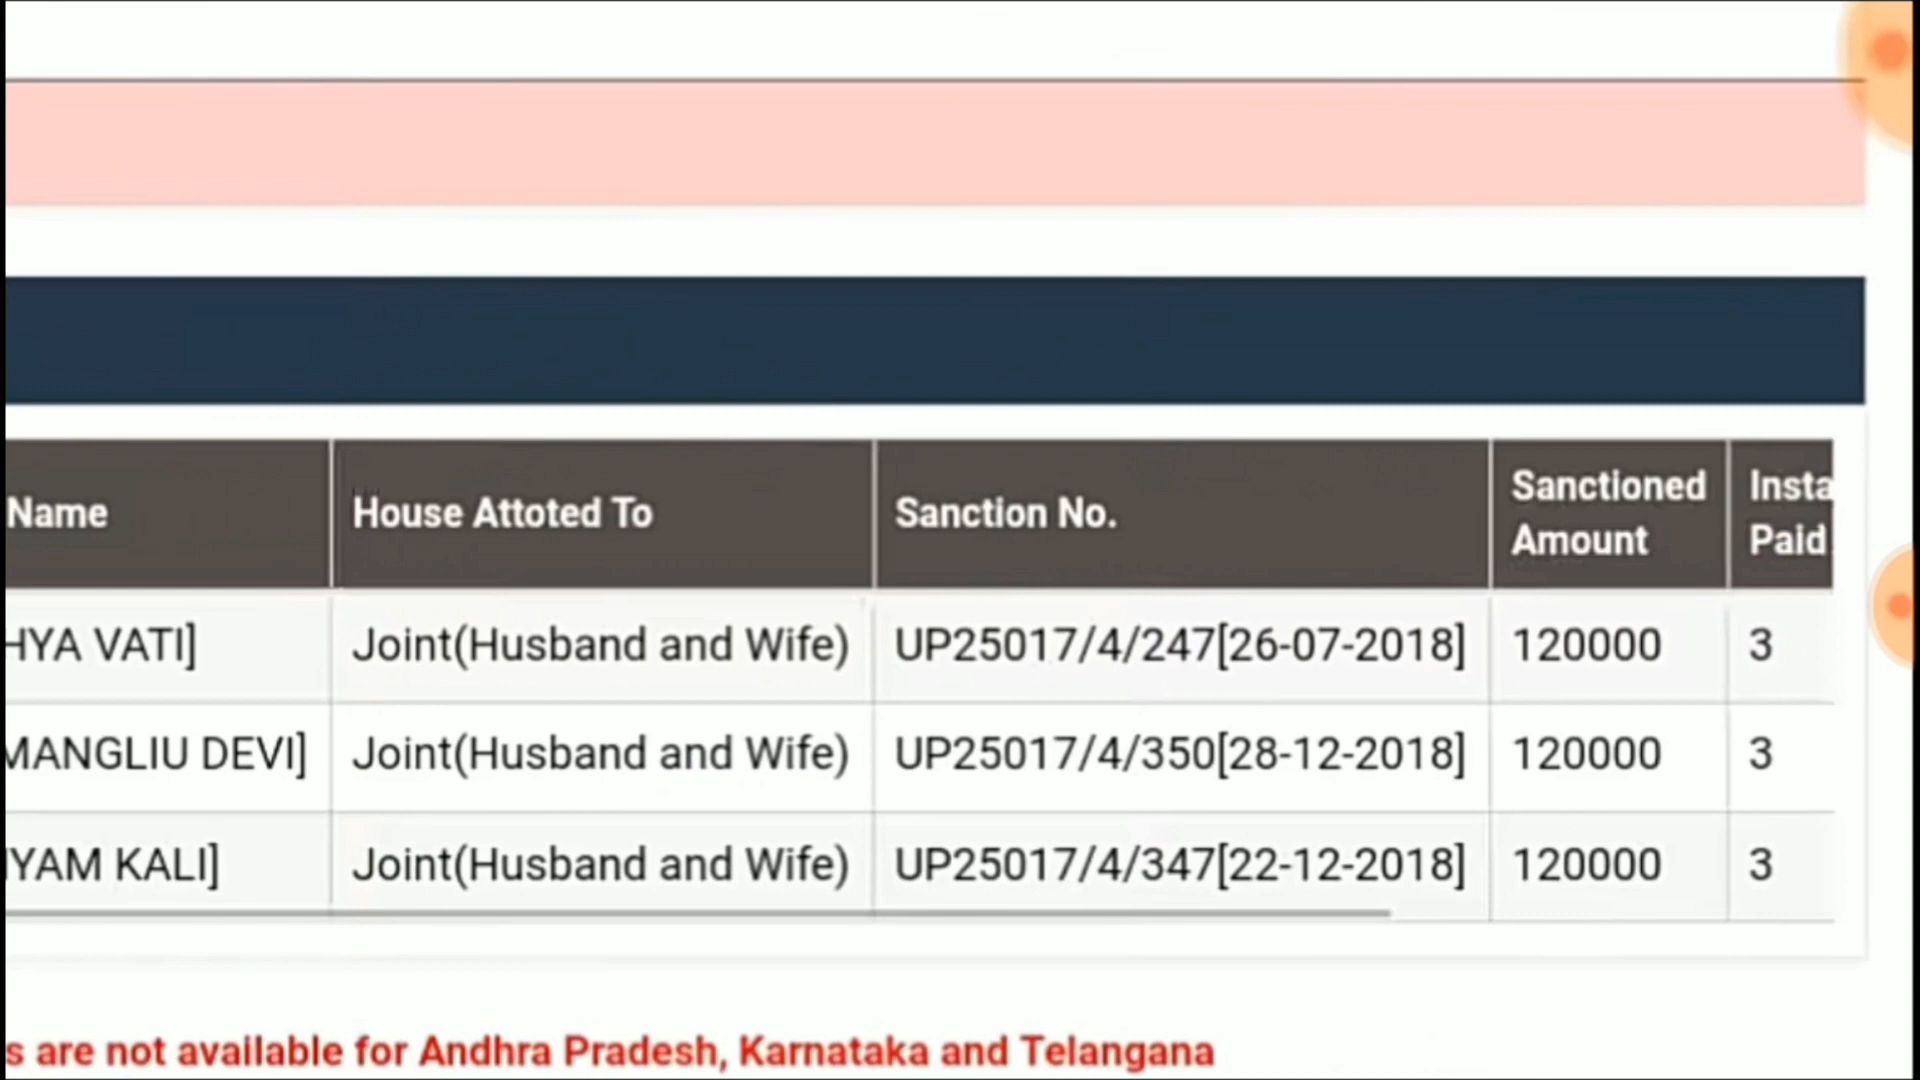 Name House Attoted To Sanction No. Sanctioned Amount Insta Paid
HYA VATI] Joint(Husband and Wife) UP25017/4/247[26-07-2018] 120000 3
MANGLIU DEVI] Joint(Husband and Wife) UP25017/4/350[28-12-2018] 120000 3
YAM KALI] Joint(Husband and Wife) UP25017/4/347[22-12-2018] 120000 3
s are not available for Andhra Pradesh, Karnataka and Telangana